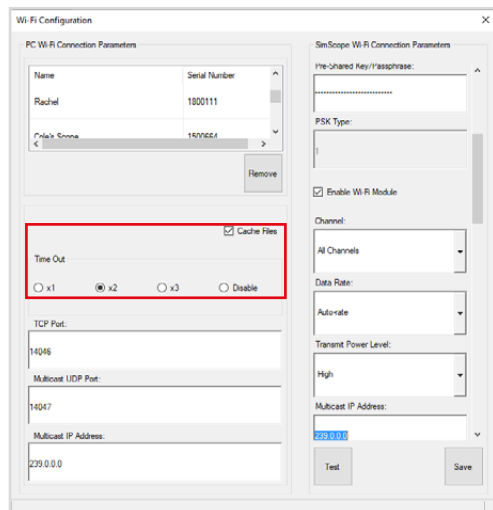 Wi-Fi Configuration
PC Wi-Fi Connection Parameters
Name Serial Number
Rachel 1800111
Cole's Scope 1500664
Remove
Cache Files
Time Out
x1 x2 x3 Disable
TCP Port:
14046
Multicast UDP Port:
14047
Multicast IP Address:
239.0.0.0
SimScope Wi-Fi Connection Parameters
Pre-Shared Key/Passphrase:
PSK Type:
1
Enable Wi-Fi Module
Channel:
All Channels
Data Rate:
Auto-rate
Transmit Power Level:
High
Multicast IP Address:
239.0.0.0
Test Save